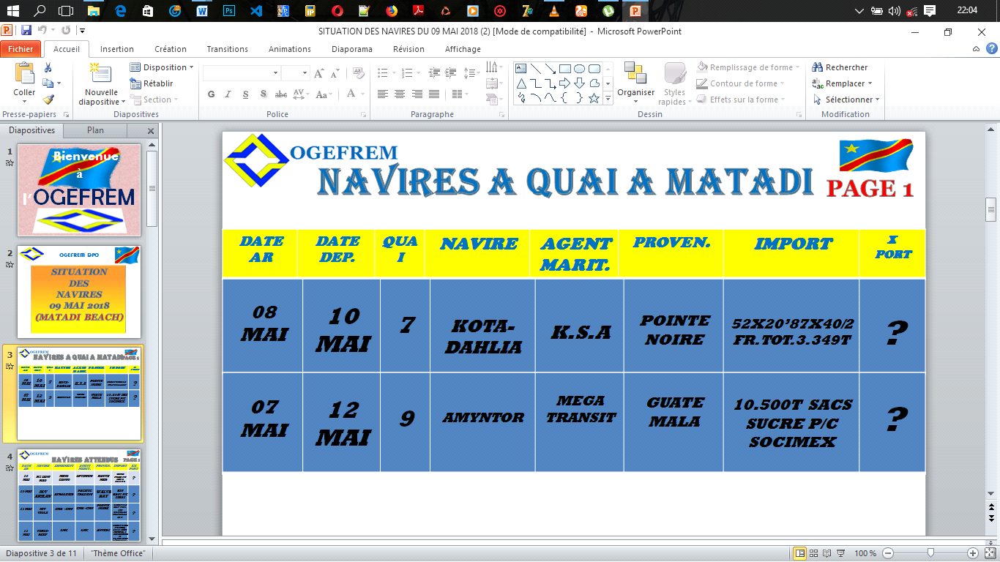 22:04
SITUATION DES NAVIRES DU 09 MAI 2018 (2) [Mode de compatibilité] - Microsoft PowerPoint
Fichier Accueil Insertion Création Transitions Animations Diaporama Révision Affichage
Coller
Presse-papiers
Nouvelle
diapositive
Disposition
Rétablir
Section
Diapositives
G I S S abc AV Aa A
Police
Paragraphe
Organiser
Styles
rapides
Remplissage de forme
Contour de forme
Effets sur la forme
Dessin
Rechercher
Remplacer
Sélectionner
Modification
Diapositives Plan
1
Bienvenue
à
l'OGEFREM
2
OGEFREM DPO
SITUATION
DES
NAVIRES
09 MAI 2018
(MATADI BEACH)
3
OGEFREM
NAVIRES A QUAI A MATADI PAGE 1
4
OGEFREM
NAVIRES ATTENDUS PAGE 1
OGEFREM
NAVIRES A QUAI A MATADI
PAGE 1
DATE
AR
DATE
DEP.
QUA
I
NAVIRE
AGENT
MARIT.
PROVEN.
IMPORT
X
PORT
08
MAI
10
MAI
7
KOTA-
DAHLIA
K.S.A
POINTE
NOIRE
52X20'87X40/2
FR.TOT.3.349T
?
07
MAI
12
MAI
9
AMYNTOR
MEGA
TRANSIT
GUATE
MALA
10.500T SACS
SUCRE P/C
SOCIMEX
?
Diapositive 3 de 11 "Thème Office" 100 %